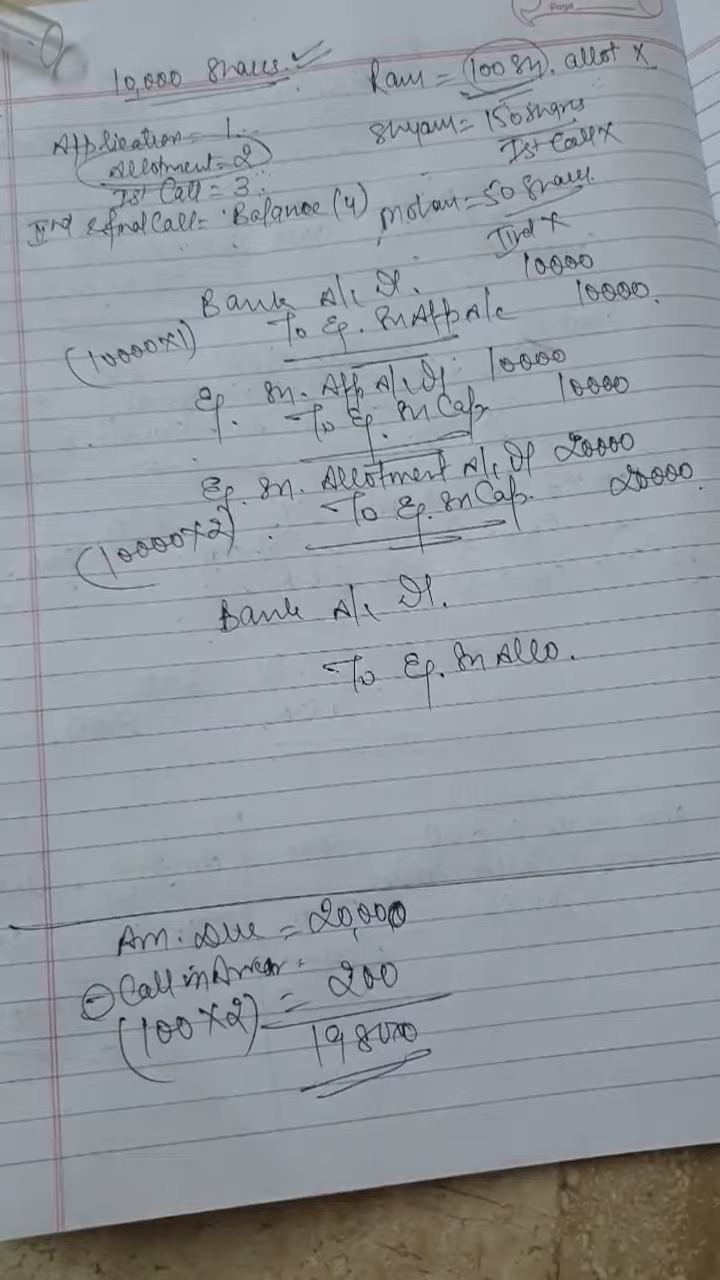 Page
10,000 Shares. ✓
Ram = 100 Sh. allot X
Application = 1.
Allotment = 2
Ist Call = 3.
IInd & final Call = Balance (4)
Shyam = 150 Shares
Ist Call X
Mohan = 50 Shares
IInd X
Bank A/c Dr. 10000
(10000×1) To Eq. Sh App A/c 10000.
Eq. Sh. App A/c Dr 10000
To Eq. Sh Cap 10000
Eq. Sh. Allotment A/c Dr 20000
(10000×2) To Eq. Sh Cap. 20000.
Bank A/c Dr.
To Eq. Sh Allo.
Am. Due = 20,000
⊖ Call in Arrear =
(100×2) = 200